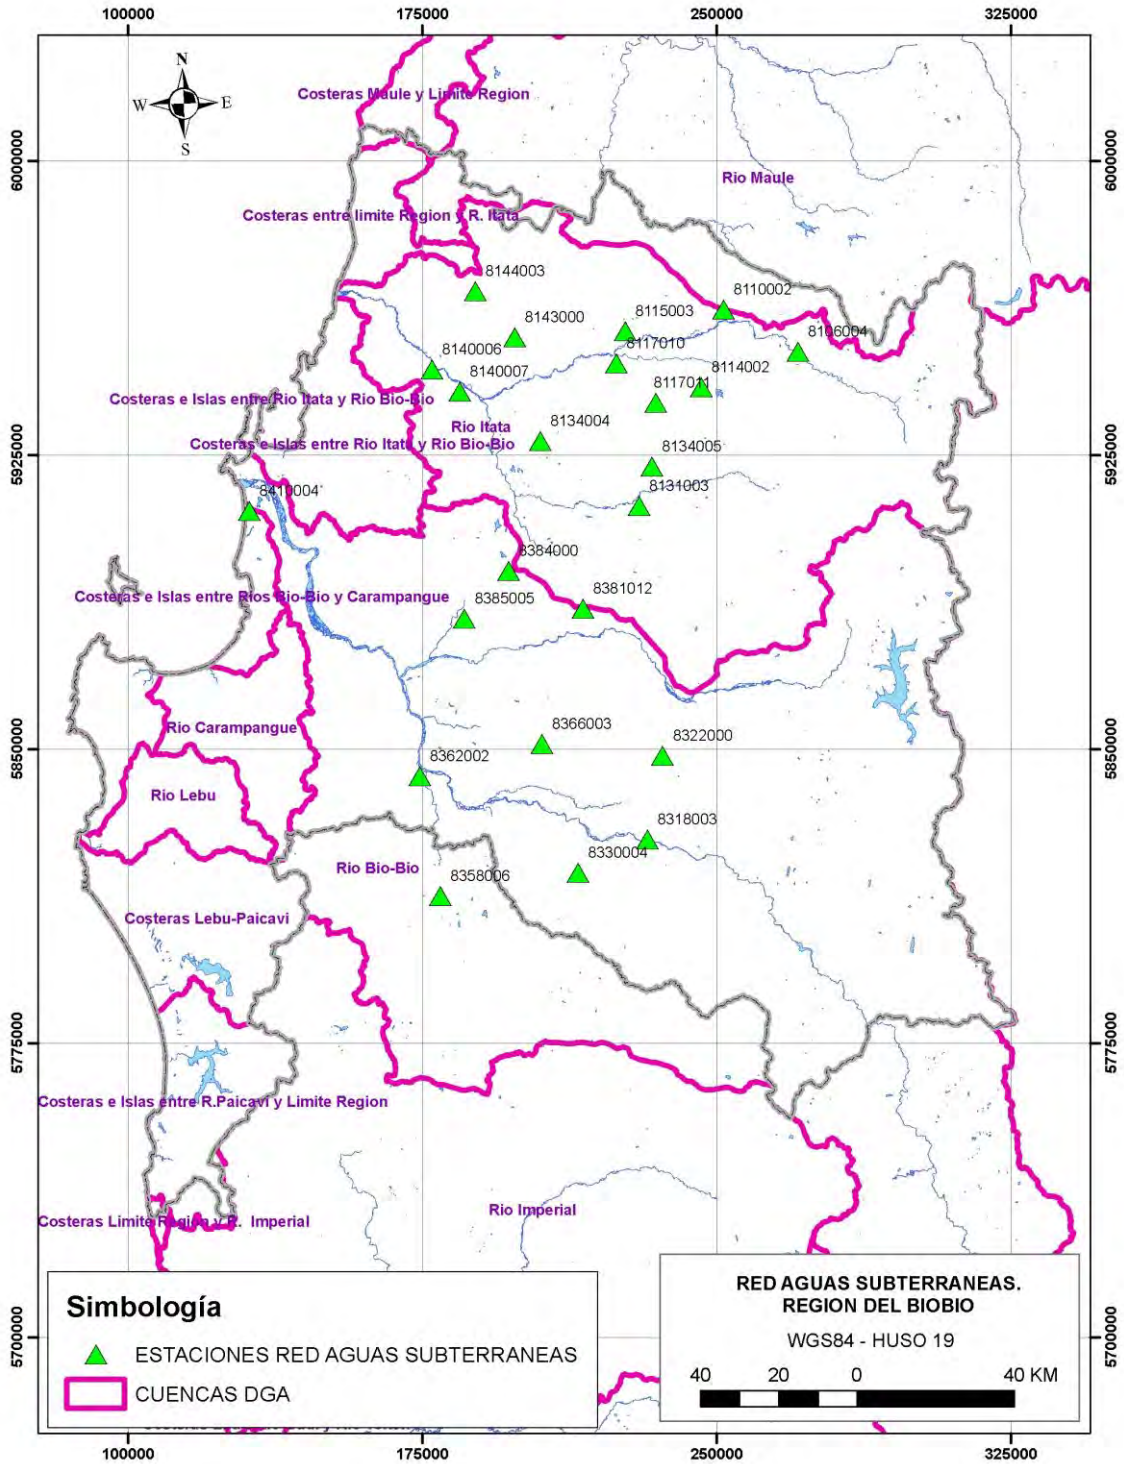 100000 175000 250000 325000
N
W E
S
Costeras Maule y Limite Region
6000000 6000000
Rio Maule
Costeras entre limite Region y R. Itata
8144003
8110002
8115003
8143000
8106004
8117010
8140006
8114002
8140007
8117011
Costeras e Islas entre Rio Itata y Rio Bio-Bio
Rio Itata
8134004
Costeras e Islas entre Rio Itata y Rio Bio-Bio
8134005
5925000 5925000
8131003
8410004
8384000
8381012
Costeras e Islas entre Rios Bio-Bio y Carampangue
8385005
Rio Carampangue
8366003
8322000
5850000 5850000
8362002
Rio Lebu
8318003
8330004
Rio Bio-Bio
8358006
Costeras Lebu-Paicavi
5775000 5775000
Costeras e Islas entre R.Paicavi y Limite Region
Rio Imperial
Costeras Limite Region y R. Imperial
Simbología
ESTACIONES RED AGUAS SUBTERRANEAS
CUENCAS DGA
RED AGUAS SUBTERRANEAS.
REGION DEL BIOBIO
WGS84 - HUSO 19
40 20 0 40 KM
5700000 5700000
100000 175000 250000 325000